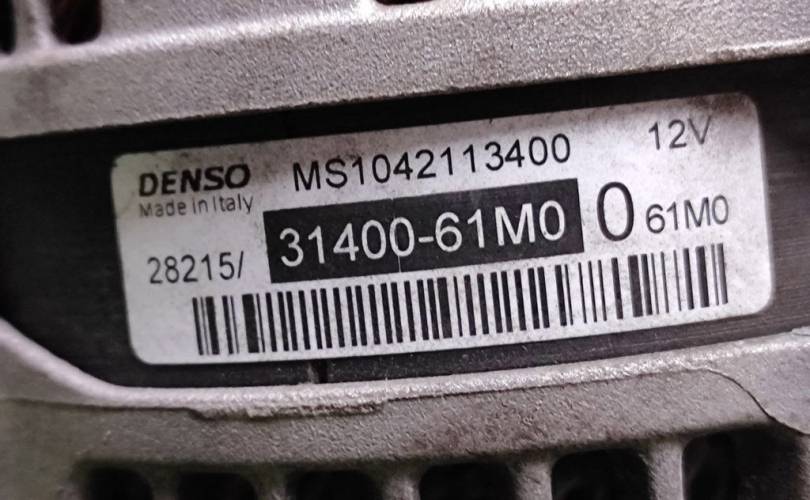 DENSO MS1042113400 12V
Made in Italy
31400-61M0 0 61M0
28215/